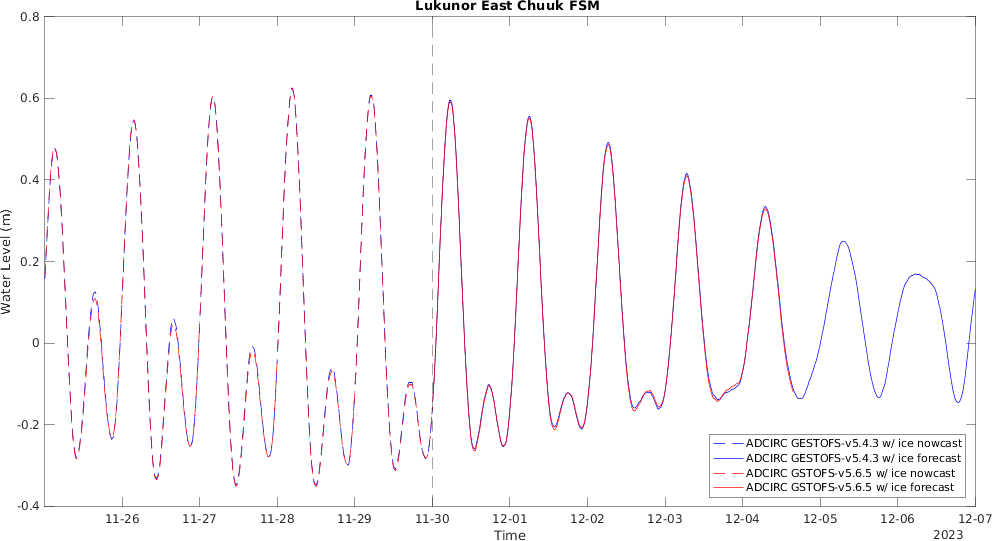 Lukunor East Chuuk FSM
0.8
0.6
0.4
0.2
0
-0.2
-0.4
Water Level (m)
11-26 11-27 11-28 11-29 11-30 12-01 12-02 12-03 12-04 12-05 12-06 12-07
Time
2023
ADCIRC GESTOFS-v5.4.3 w/ ice nowcast
ADCIRC GESTOFS-v5.4.3 w/ ice forecast
ADCIRC GSTOFS-v5.6.5 w/ ice nowcast
ADCIRC GSTOFS-v5.6.5 w/ ice forecast